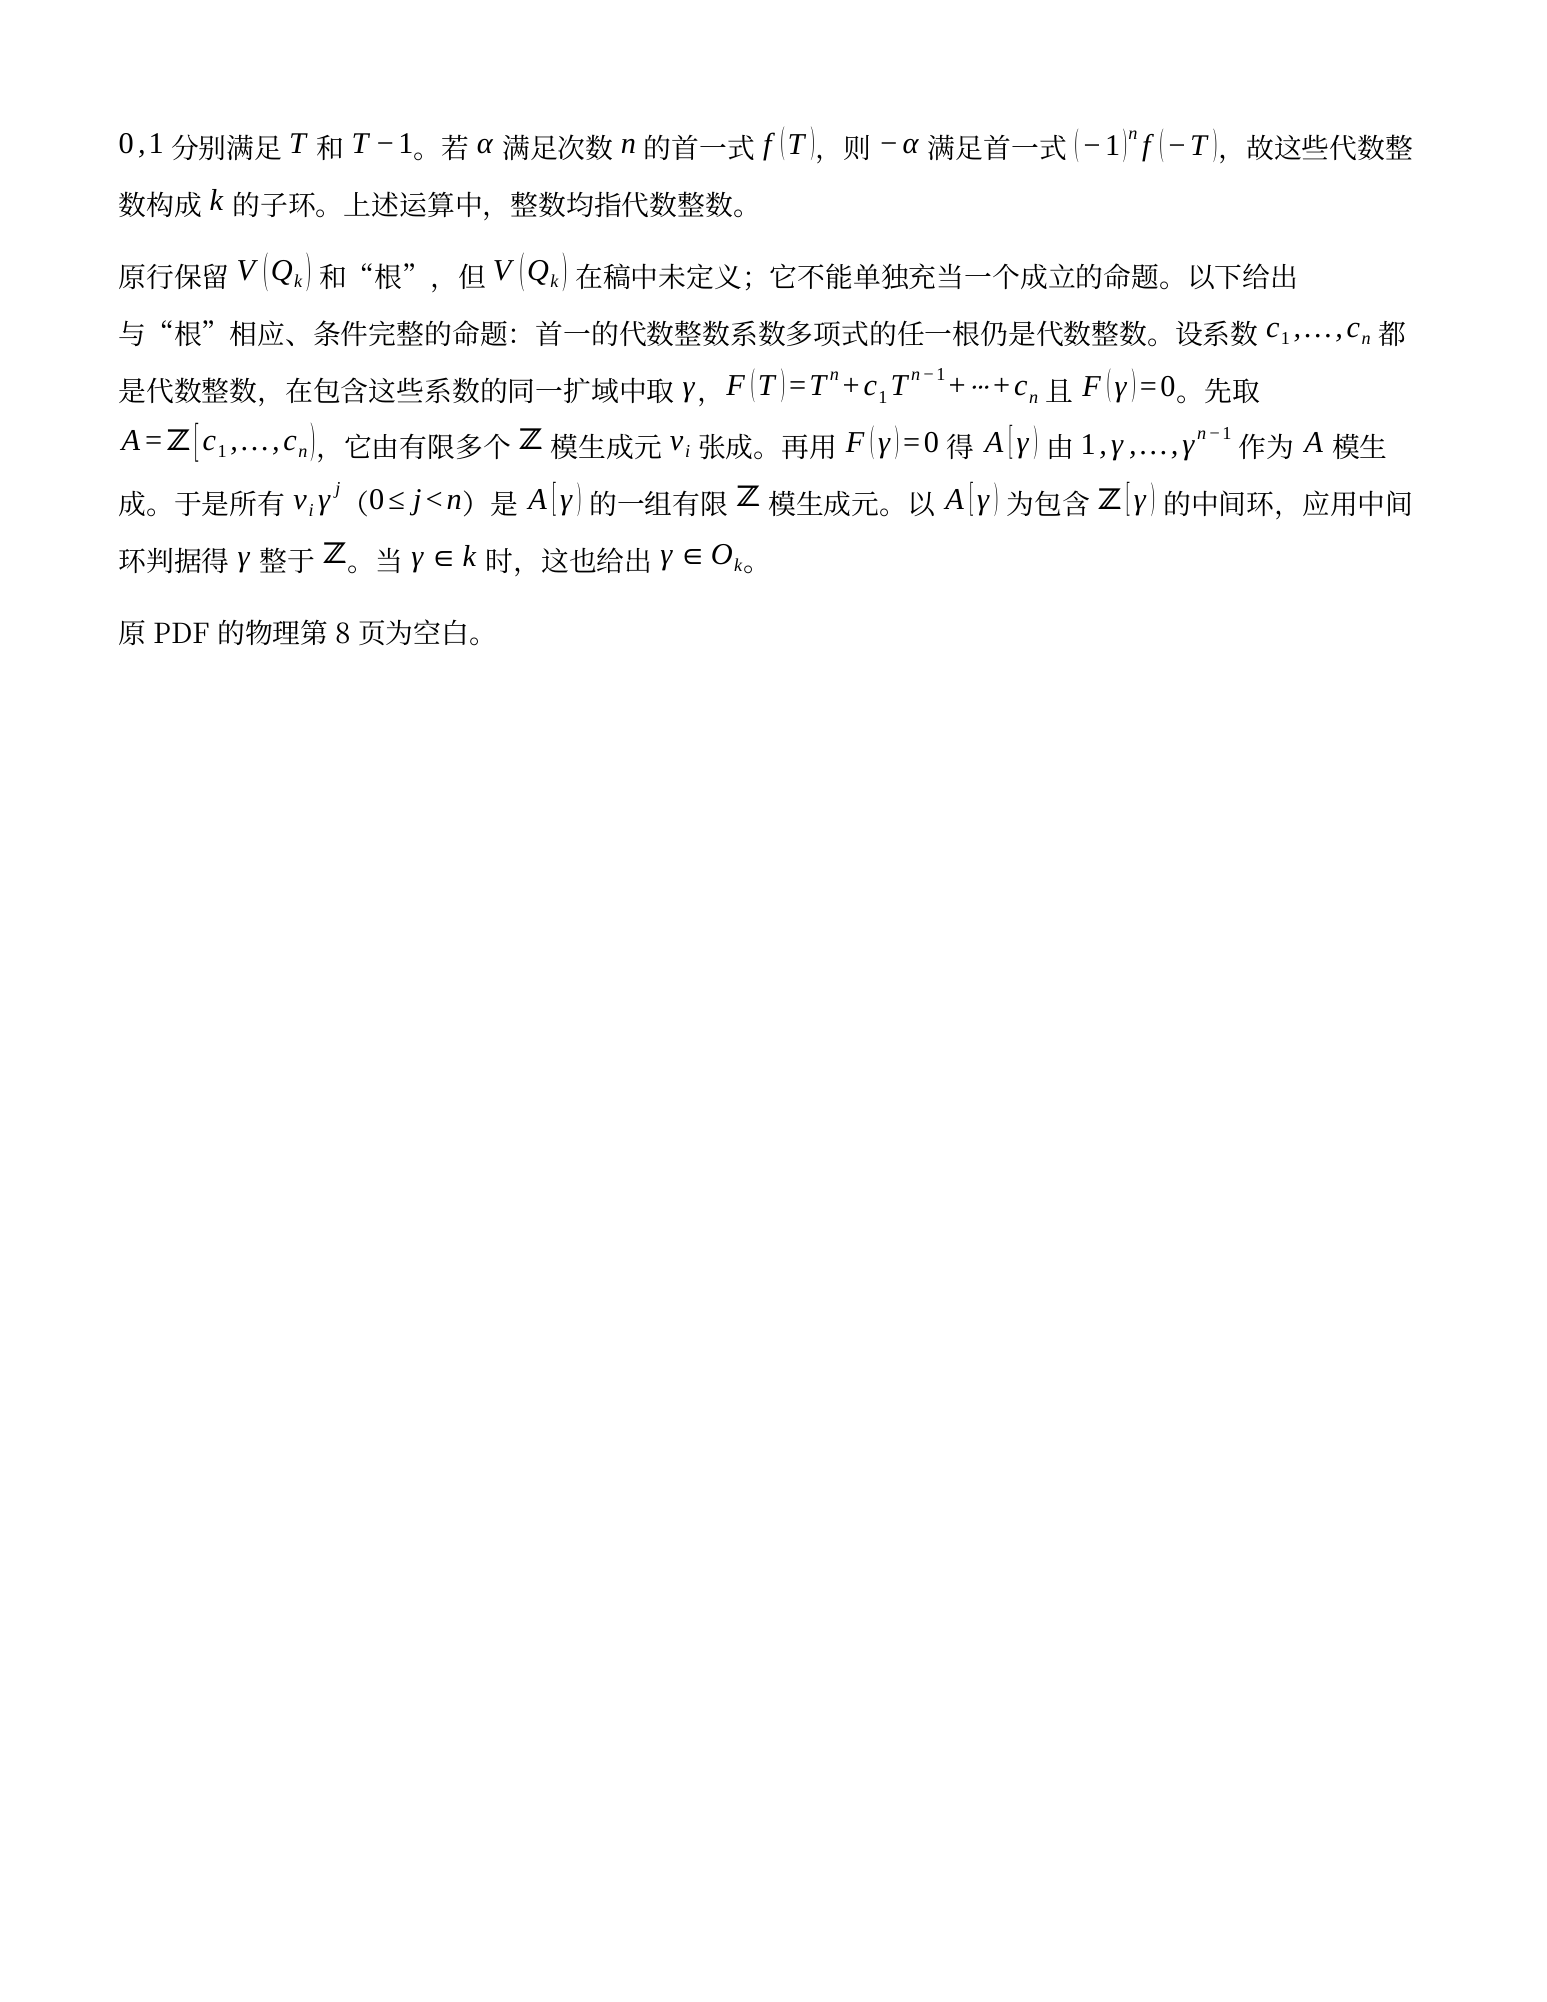 0,1 分别满足 T 和 T−1。若 α 满足次数 n 的首一式 f(T)，则 −α 满足首一式 (−1)^n f(−T)，故这些代数整
数构成 k 的子环。上述运算中，整数均指代数整数。
原行保留 V(Q_k) 和“根”，但 V(Q_k) 在稿中未定义；它不能单独充当一个成立的命题。以下给出
与“根”相应、条件完整的命题：首一的代数整数系数多项式的任一根仍是代数整数。设系数 c_1,…,c_n 都
是代数整数，在包含这些系数的同一扩域中取 γ，F(T)=T^n+c_1T^{n−1}+⋯+c_n 且 F(γ)=0。先取
A=ℤ[c_1,…,c_n)，它由有限多个 ℤ 模生成元 v_i 张成。再用 F(γ)=0 得 A[γ) 由 1,γ,…,γ^{n−1} 作为 A 模生
成。于是所有 v_iγ^j（0≤j<n）是 A[γ) 的一组有限 ℤ 模生成元。以 A[γ) 为包含 ℤ[γ) 的中间环，应用中间
环判据得 γ 整于 ℤ。当 γ∈k 时，这也给出 γ∈O_k。
原 PDF 的物理第 8 页为空白。